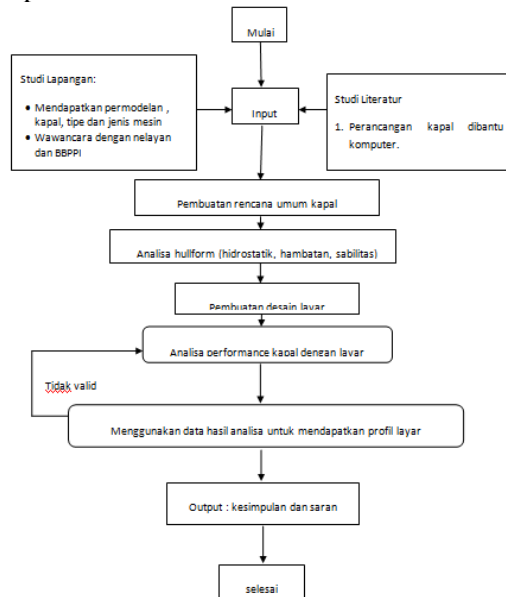 Mulai
Studi Lapangan:
• Mendapatkan permodelan ,
kapal, tipe dan jenis mesin
• Wawancara dengan nelayan
dan BBPPI
Input
Studi Literatur
1. Perancangan kapal dibantu
komputer.
Pembuatan rencana umum kapal
Analisa hullform (hidrostatik, hambatan, sabilitas)
Pembuatan desain layar
Analisa performance kapal dengan layar
Tidak valid
Menggunakan data hasil analisa untuk mendapatkan profil layar
Output : kesimpulan dan saran
selesai